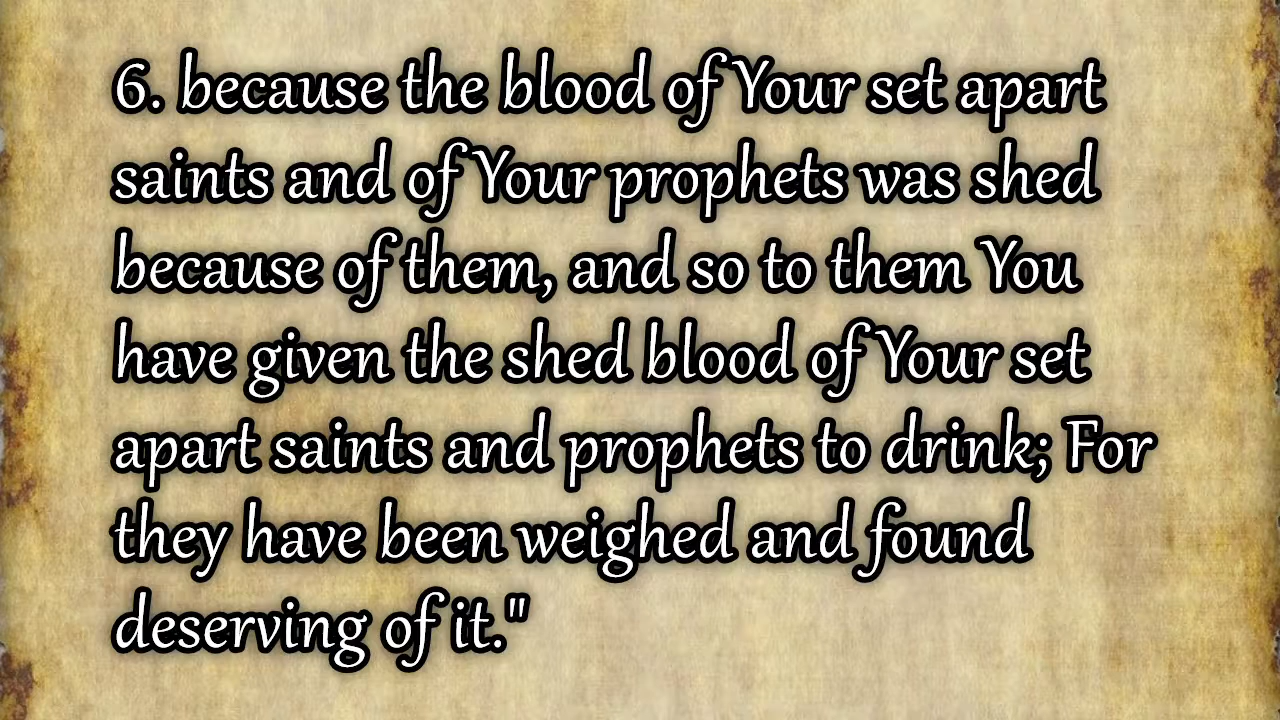 6. because the blood of Your set apart
saints and of Your prophets was shed
because of them, and so to them You
have given the shed blood of Your set
apart saints and prophets to drink; For
they have been weighed and found
deserving of it."